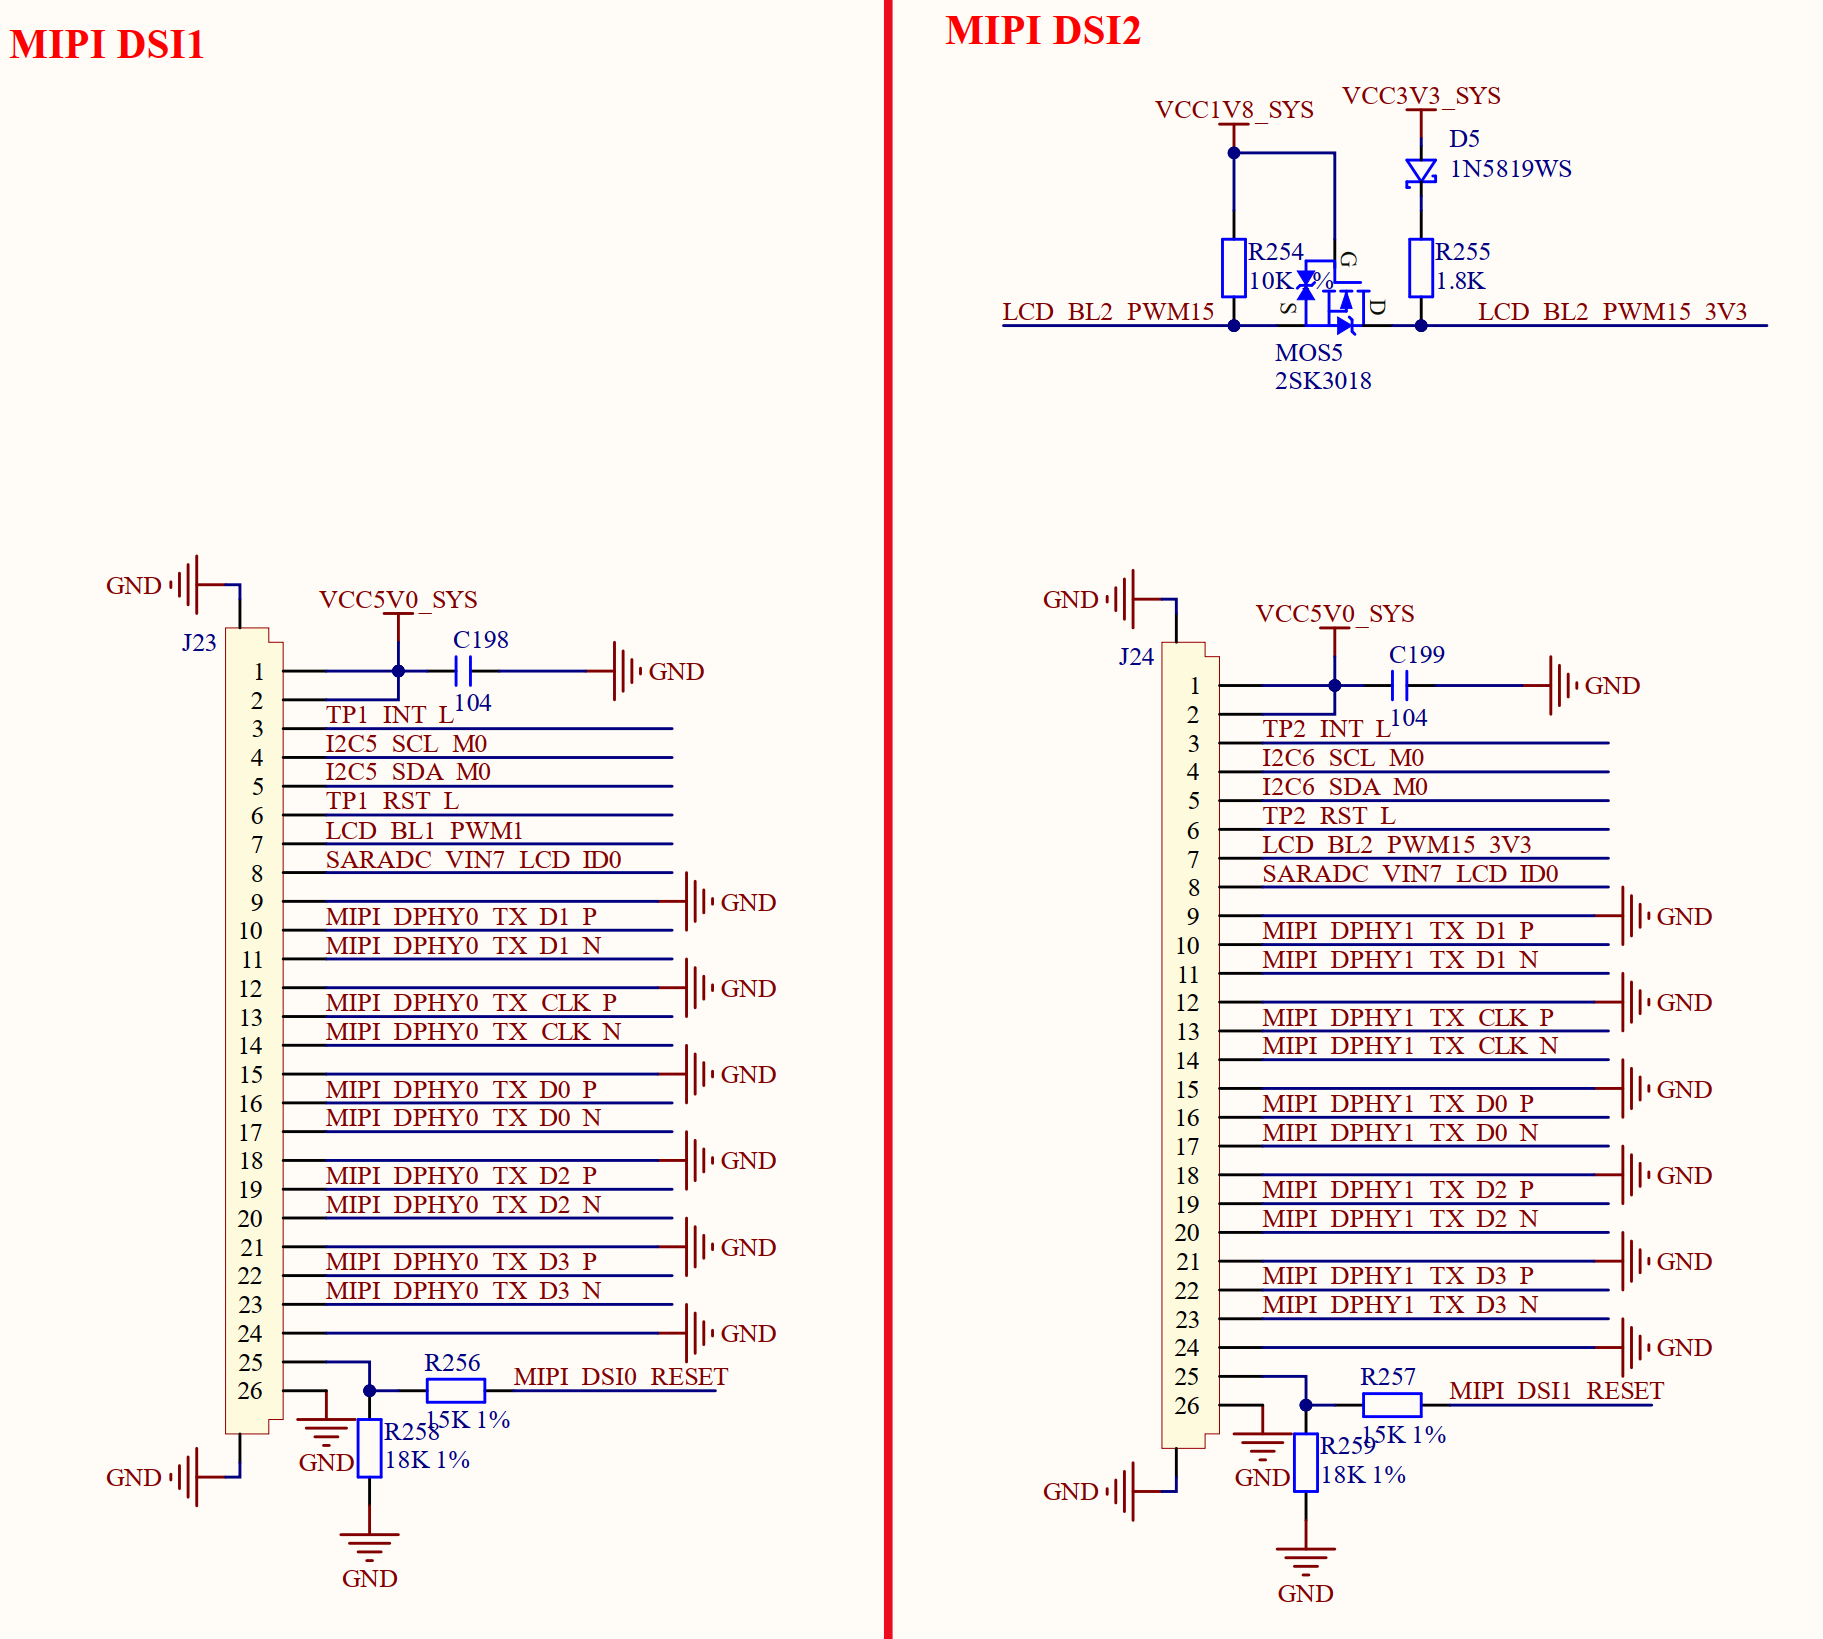 MIPI DSI1
GND
VCC5V0_SYS
J23
C198
104
GND
1
2
3 TP1_INT_L
4 I2C5_SCL_M0
5 I2C5_SDA_M0
6 TP1_RST_L
7 LCD_BL1_PWM1
8 SARADC_VIN7_LCD_ID0
9 GND
10 MIPI_DPHY0_TX_D1_P
11 MIPI_DPHY0_TX_D1_N
12 GND
13 MIPI_DPHY0_TX_CLK_P
14 MIPI_DPHY0_TX_CLK_N
15 GND
16 MIPI_DPHY0_TX_D0_P
17 MIPI_DPHY0_TX_D0_N
18 GND
19 MIPI_DPHY0_TX_D2_P
20 MIPI_DPHY0_TX_D2_N
21 GND
22 MIPI_DPHY0_TX_D3_P
23 MIPI_DPHY0_TX_D3_N
24 GND
25
26
R256
15K 1%
MIPI_DSI0_RESET
R258
18K 1%
GND
GND
GND
MIPI DSI2
VCC1V8_SYS
VCC3V3_SYS
D5
1N5819WS
R254
10K %
G
S
D
R255
1.8K
LCD_BL2_PWM15
LCD_BL2_PWM15_3V3
MOS5
2SK3018
GND
VCC5V0_SYS
J24
C199
104
GND
1
2
3 TP2_INT_L
4 I2C6_SCL_M0
5 I2C6_SDA_M0
6 TP2_RST_L
7 LCD_BL2_PWM15_3V3
8 SARADC_VIN7_LCD_ID0
9 GND
10 MIPI_DPHY1_TX_D1_P
11 MIPI_DPHY1_TX_D1_N
12 GND
13 MIPI_DPHY1_TX_CLK_P
14 MIPI_DPHY1_TX_CLK_N
15 GND
16 MIPI_DPHY1_TX_D0_P
17 MIPI_DPHY1_TX_D0_N
18 GND
19 MIPI_DPHY1_TX_D2_P
20 MIPI_DPHY1_TX_D2_N
21 GND
22 MIPI_DPHY1_TX_D3_P
23 MIPI_DPHY1_TX_D3_N
24 GND
25
26
R257
15K 1%
MIPI_DSI1_RESET
R259
18K 1%
GND
GND
GND